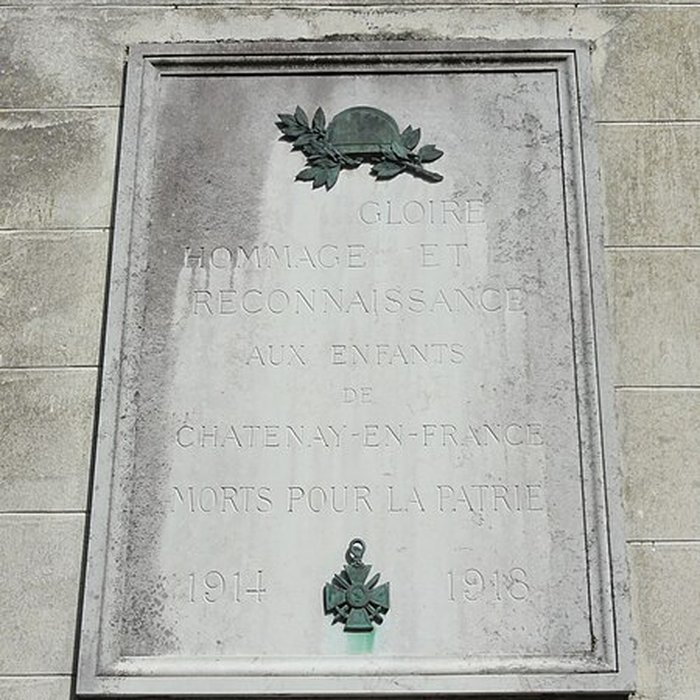 GLOIRE
HOMMAGE ET
RECONNAISSANCE
AUX ENFANTS
DE
CHATENAY-EN-FRANCE
MORTS POUR LA PATRIE
1914 1918